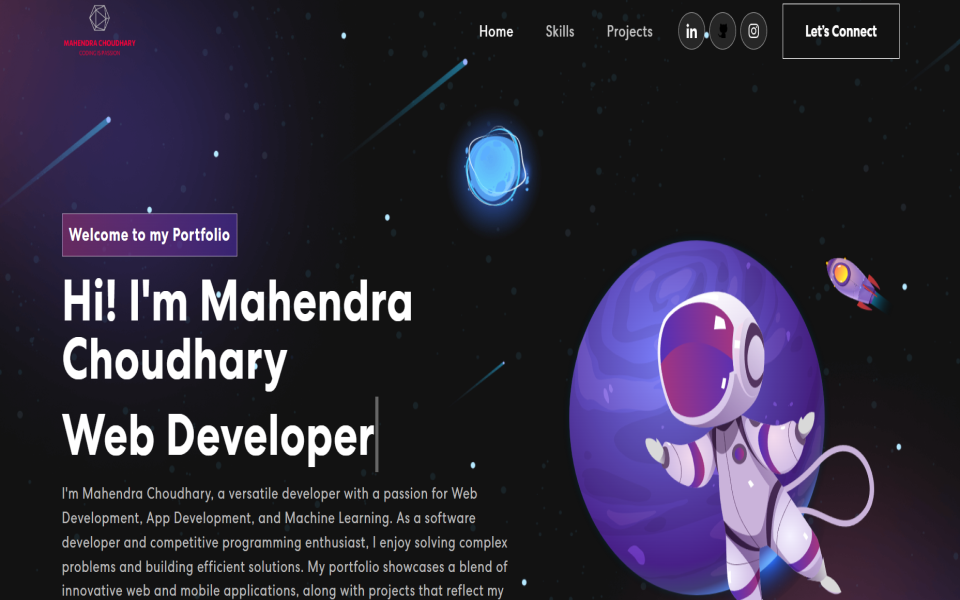 MAHENDRA CHOUDHARY
Home
Skills
Projects
in
Let's Connect
Welcome to my Portfolio
Hi! I'm Mahendra
Choudhary
Web Developer
I'm Mahendra Choudhary, a versatile developer with a passion for Web
Development, App Development, and Machine Learning. As a software
developer and competitive programming enthusiast, I enjoy solving complex
problems and building efficient solutions. My portfolio showcases a blend of
innovative web and mobile applications, along with projects that reflect my